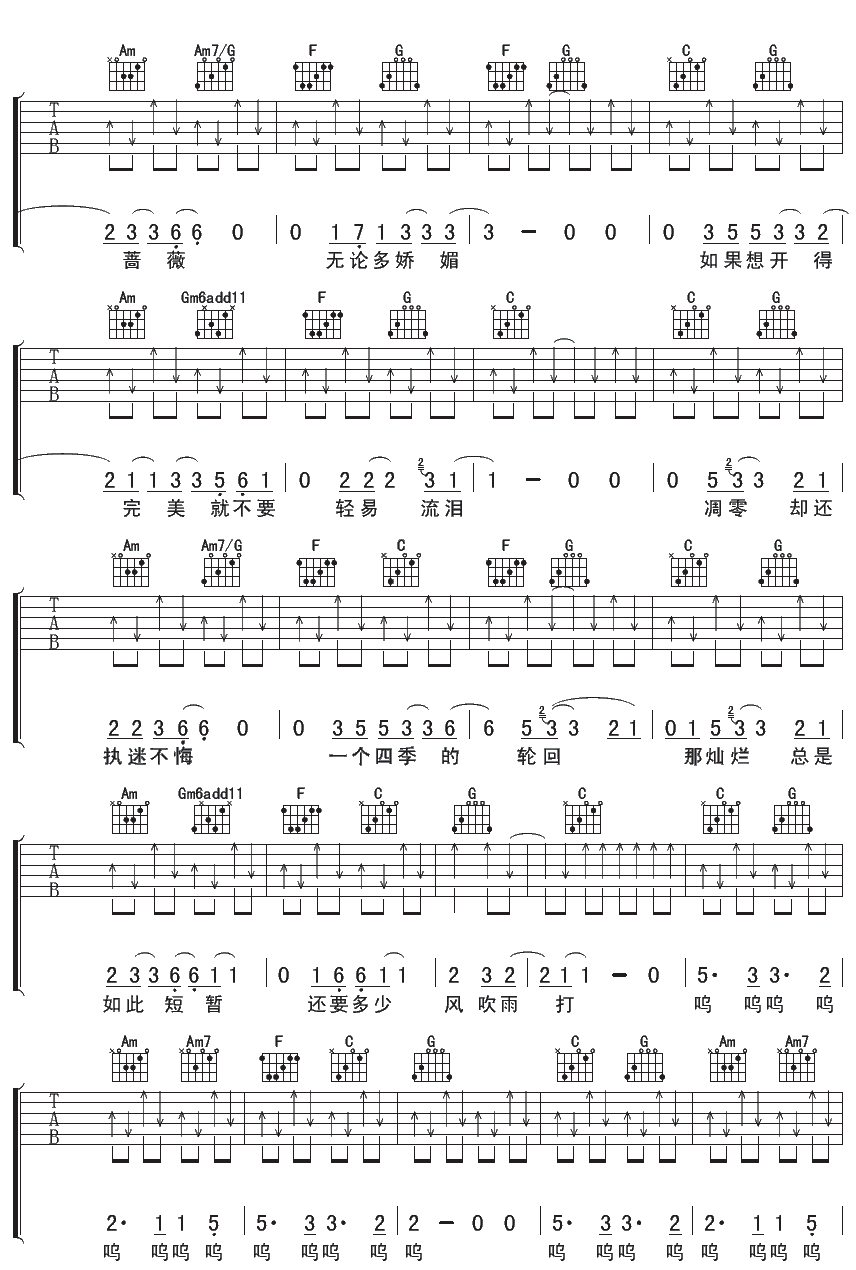 Am Am7/G F G F G C G
T A B
2 3 3 6 6 0 | 0 1 7 1 3 3 3 | 3 － 0 0 | 0 3 5 5 3 3 2
蔷 薇 无论多娇 媚 如果想开 得
Am Gm6add11 F G C C G
T A B
2 1 1 3 3 5 6 1 | 0 2 2 2 2 3 1 | 1 － 0 0 | 0 5 2 3 3 2 1
完 美 就不要 轻易 流泪 凋零 却还
Am Am7/G F C F G C G
T A B
2 2 3 6 6 0 | 0 3 5 5 3 3 6 | 6 5 2 3 3 2 1 | 0 1 5 2 3 3 2 1
执迷不悔 一个四季 的 轮回 那灿烂 总是
Am Gm6add11 F C G C C G
T A B
2 3 3 6 6 1 1 | 0 1 6 6 1 1 | 2 3 2 | 2 1 1 － 0 | 5· 3 3· 2
如此 短 暂 还要多少 风吹雨 打 呜 呜呜 呜
Am Am7 F C G C G Am Am7
T A B
2· 1 1 5 | 5· 3 3· 2 | 2 － 0 0 | 5· 3 3· 2 | 2· 1 1 5
呜 呜呜 呜 呜 呜呜 呜 呜 呜 呜呜 呜 呜 呜呜 呜